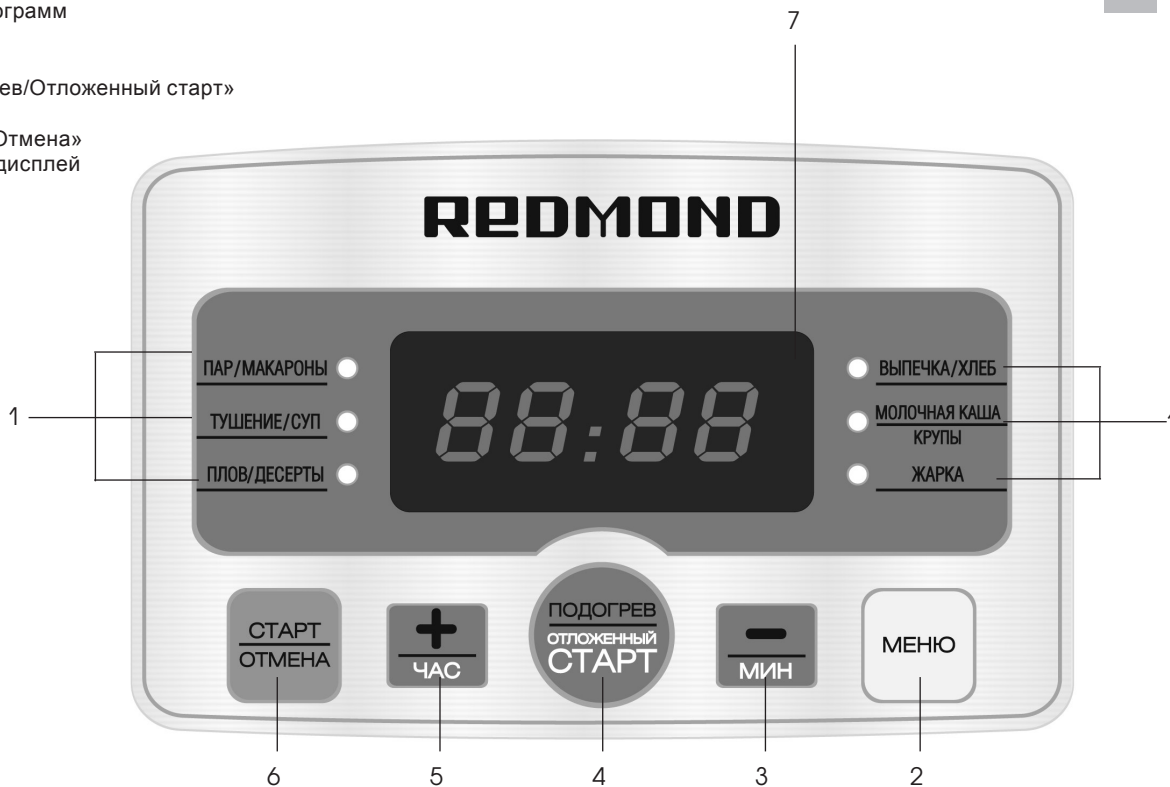 ограмм
7
ев/Отложенный старт»
Отмена»
дисплей
REDMOND
ПАР/МАКАРОНЫ
ТУШЕНИЕ/СУП
ПЛОВ/ДЕСЕРТЫ
1
88:88
ВЫПЕЧКА/ХЛЕБ
МОЛОЧНАЯ КАША
КРУПЫ
ЖАРКА
СТАРТ
ОТМЕНА
+
ЧАС
ПОДОГРЕВ
ОТЛОЖЕННЫЙ
СТАРТ
−
МИН
МЕНЮ
6 5 4 3 2